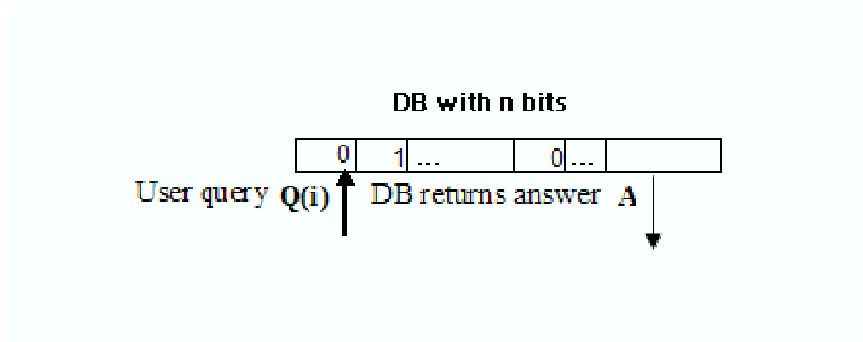 DB with n bits
0 1 ... 0 ...
User query Q(i) DB returns answer A